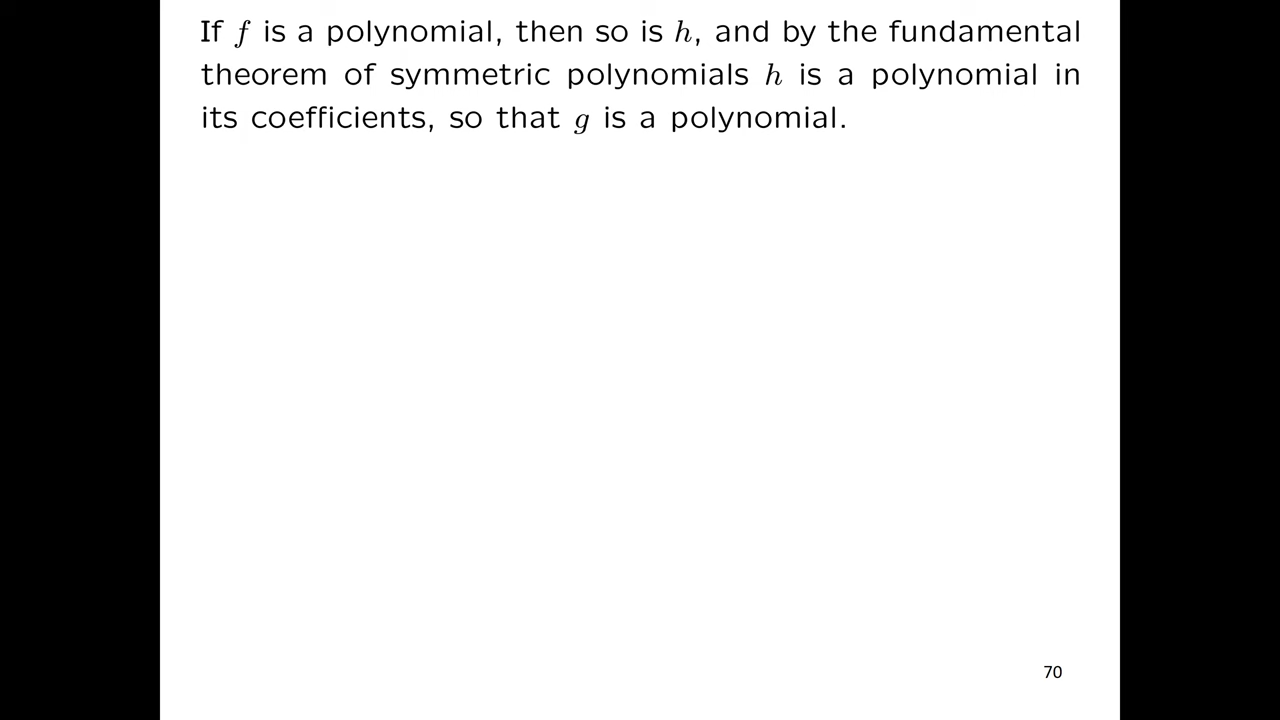 If f is a polynomial, then so is h, and by the fundamental
theorem of symmetric polynomials h is a polynomial in
its coefficients, so that g is a polynomial.
70